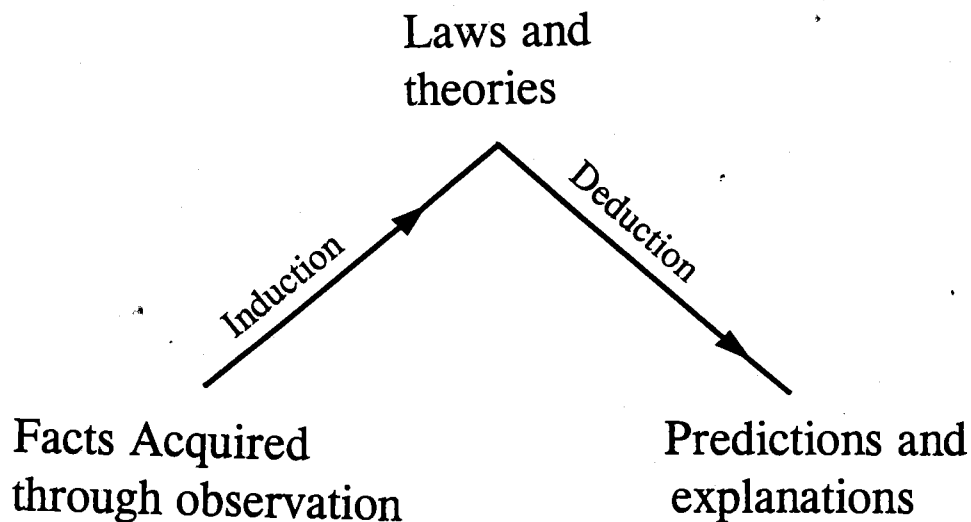 Laws and
theories
Induction
Deduction
Facts Acquired
through observation
Predictions and
explanations